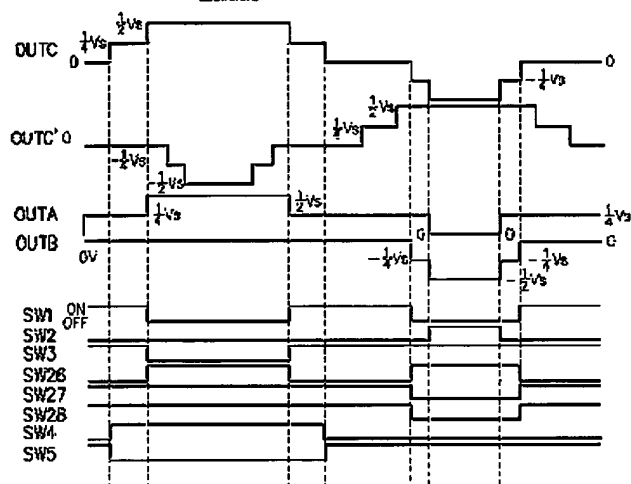 ½Vs
¼Vs
OUTC 0
0
-¼Vs
½Vs
¼Vs
OUTC' 0
-¼Vs
-½Vs
OUTA
¼Vs
½Vs
¼Vs
OUTB
0V
0
0
0
-¼Vs
-¼Vs
-½Vs
SW1 ON
OFF
SW2
SW3
SW26
SW27
SW28
SW4
SW5